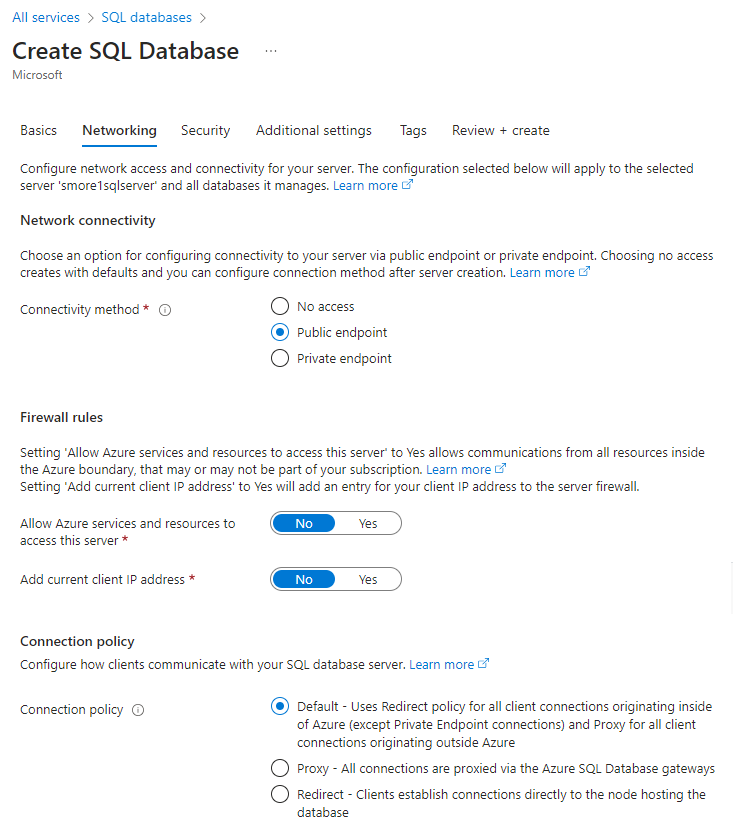 All services > SQL databases >
Create SQL Database ...
Microsoft
Basics Networking Security Additional settings Tags Review + create
Configure network access and connectivity for your server. The configuration selected below will apply to the selected
server 'smore1sqlserver' and all databases it manages. Learn more
Network connectivity
Choose an option for configuring connectivity to your server via public endpoint or private endpoint. Choosing no access
creates with defaults and you can configure connection method after server creation. Learn more
Connectivity method *
No access
Public endpoint
Private endpoint
Firewall rules
Setting 'Allow Azure services and resources to access this server' to Yes allows communications from all resources inside
the Azure boundary, that may or may not be part of your subscription. Learn more
Setting 'Add current client IP address' to Yes will add an entry for your client IP address to the server firewall.
Allow Azure services and resources to
access this server *
No Yes
Add current client IP address *
No Yes
Connection policy
Configure how clients communicate with your SQL database server. Learn more
Connection policy
Default - Uses Redirect policy for all client connections originating inside
of Azure (except Private Endpoint connections) and Proxy for all client
connections originating outside Azure
Proxy - All connections are proxied via the Azure SQL Database gateways
Redirect - Clients establish connections directly to the node hosting the
database